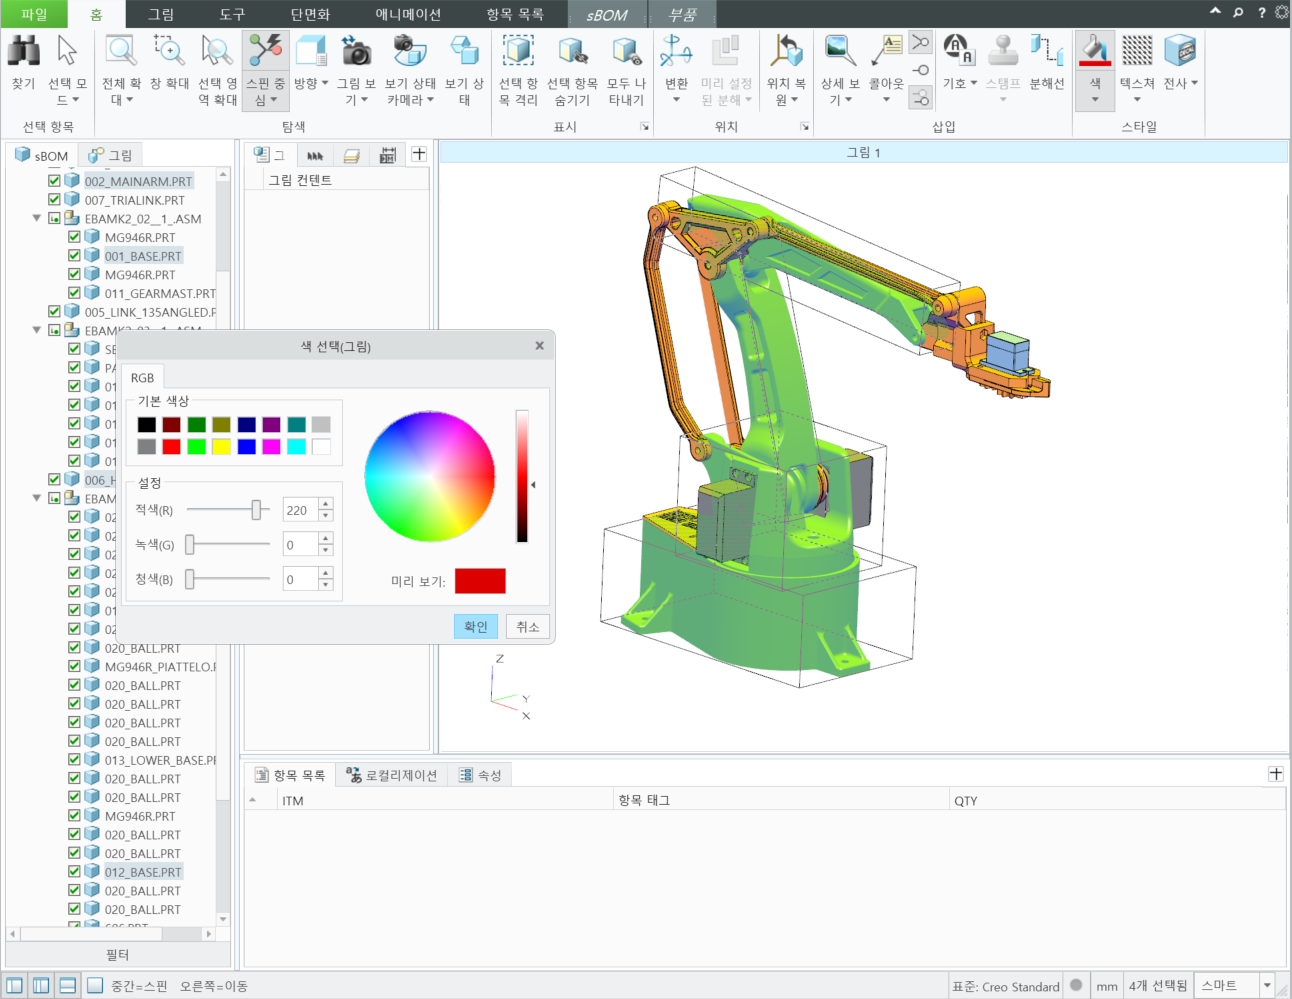 파일 홈 그림 도구 단면화 애니메이션 항목 목록 sBOM 부품
찾기
선택 모드
전체 확대
창 확대
선택 영역 확대
스핀 중심
방향
그림 보기
보기 상태 카메라
보기 상태
선택 항목 격리
선택 항목 숨기기
모두 나타내기
변환
미리 설정된 분해
위치 복원
상세 보기
콜아웃
기호
스탬프
분해선
색
텍스쳐
전사
선택 항목 탐색 표시 위치 삽입 스타일
sBOM 그림
002_MAINARM.PRT
007_TRIALINK.PRT
EBAMK2_02__1_.ASM
MG946R.PRT
001_BASE.PRT
MG946R.PRT
011_GEARMAST.PRT
005_LINK_135ANGLED.P
EBAMK2_03__1_.ASM
SE
PA
01
01
01
01
01
006_H
EBAM
02
02
02
02
02
01
02
020_BALL.PRT
MG946R_PIATTELO.F
020_BALL.PRT
020_BALL.PRT
020_BALL.PRT
020_BALL.PRT
013_LOWER_BASE.PF
020_BALL.PRT
020_BALL.PRT
MG946R.PRT
020_BALL.PRT
020_BALL.PRT
012_BASE.PRT
020_BALL.PRT
020_BALL.PRT
필터
그
그림 컨텐트
그림 1
색 선택(그림)
RGB
기본 색상
설정
적색(R) 220
녹색(G) 0
청색(B) 0
미리 보기:
확인 취소
Z
Y
X
항목 목록 로컬리제이션 속성
ITM 항목 태그 QTY
중간=스핀 오른쪽=이동
표준: Creo Standard mm 4개 선택됨 스마트